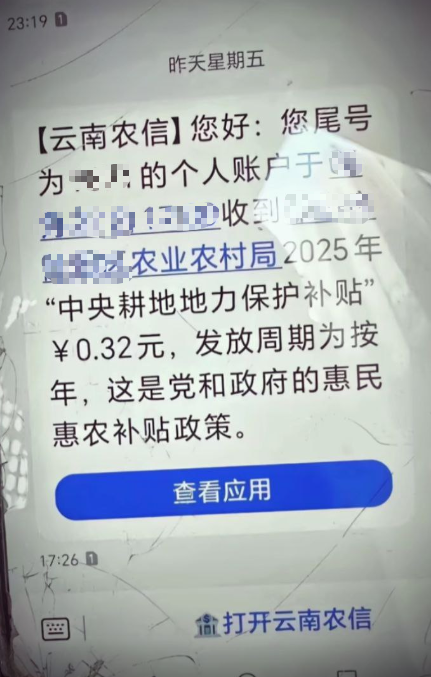 23:19
昨天星期五
【云南农信】您好：您尾号
为 的个人账户于
收到
农业农村局2025年
“中央耕地地力保护补贴”
￥0.32元，发放周期为按
年，这是党和政府的惠民
惠农补贴政策。
查看应用
17:26 1
打开云南农信